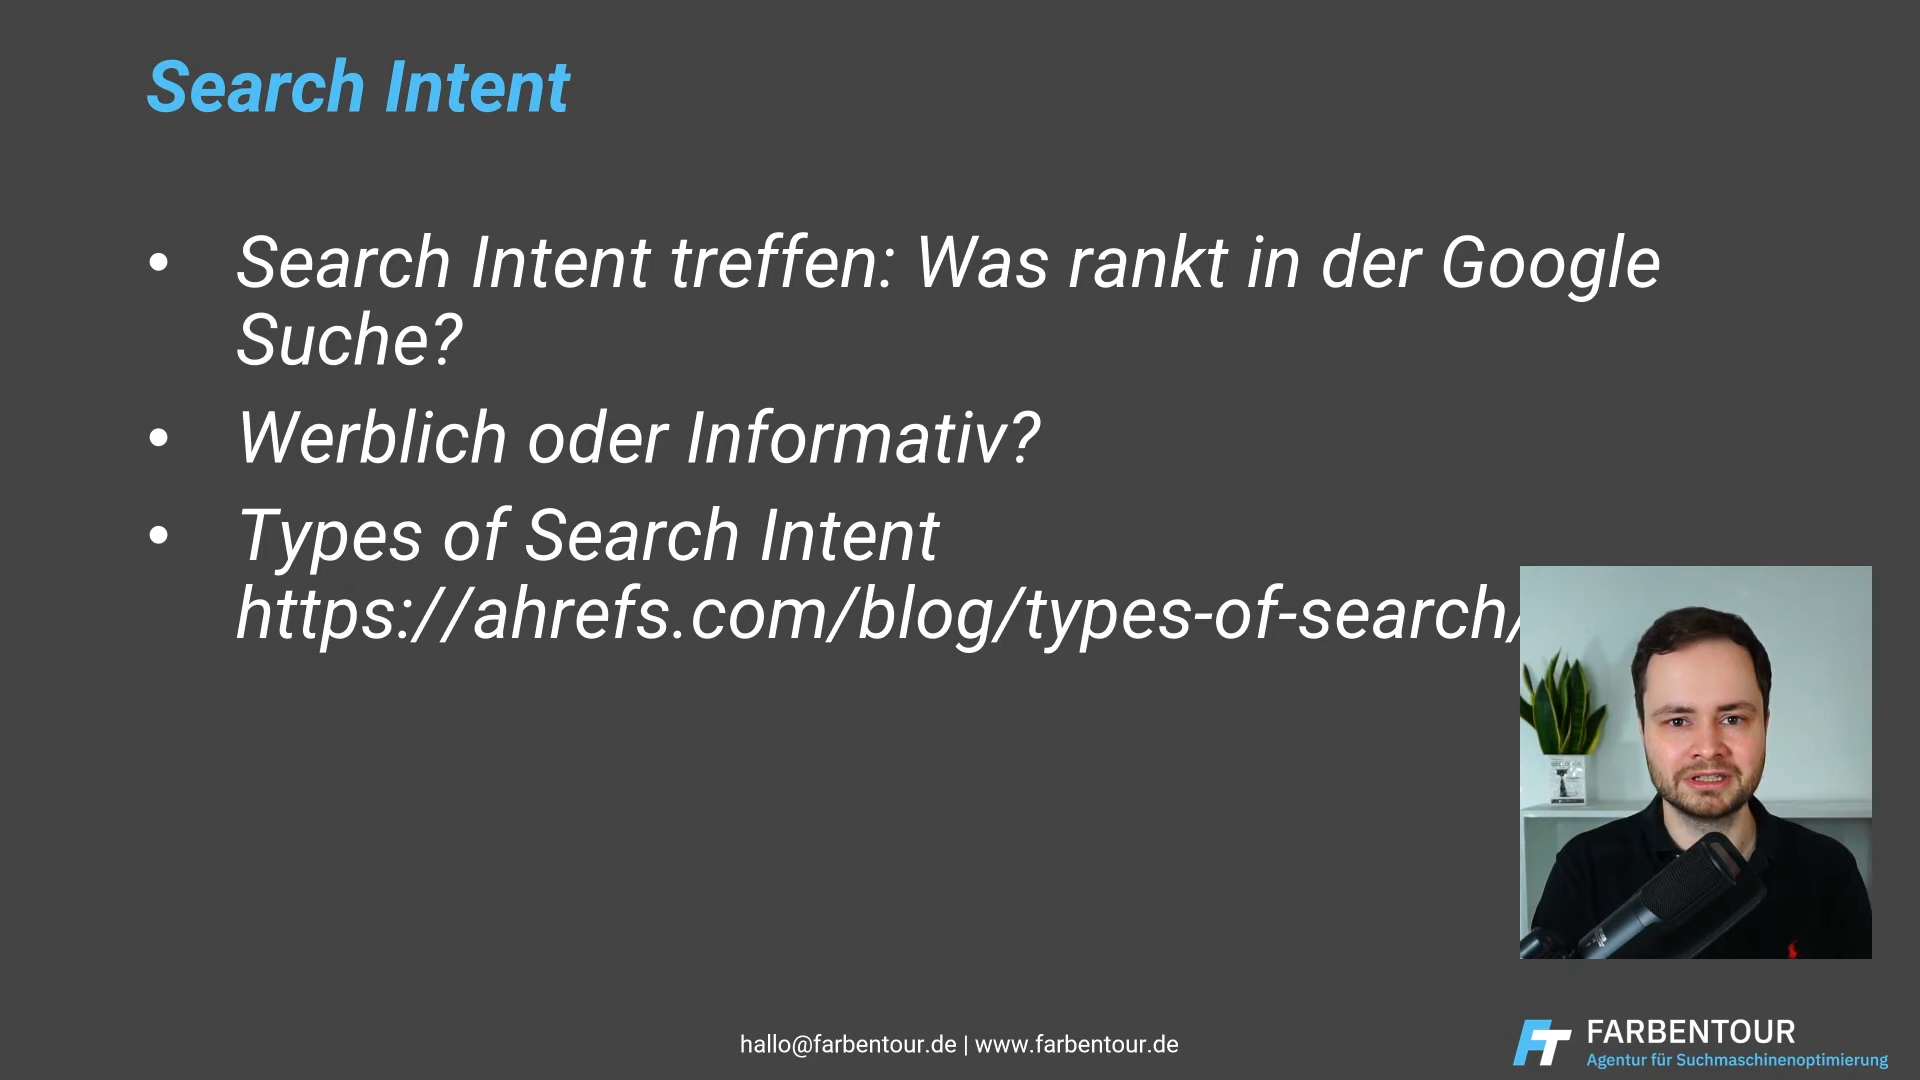 Search Intent
• Search Intent treffen: Was rankt in der Google
Suche?
• Werblich oder Informativ?
• Types of Search Intent
https://ahrefs.com/blog/types-of-search/
hallo@farbentour.de | www.farbentour.de
FT FARBENTOUR
Agentur für Suchmaschinenoptimierung